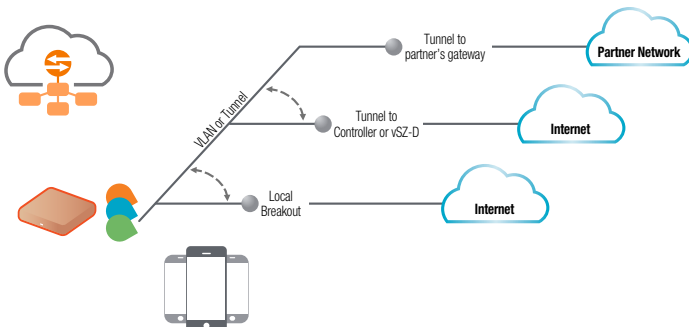 Tunnel to
partner's gateway
Partner Network
VLAN or Tunnel
Tunnel to
Controller or vSZ-D
Internet
Local
Breakout
Internet